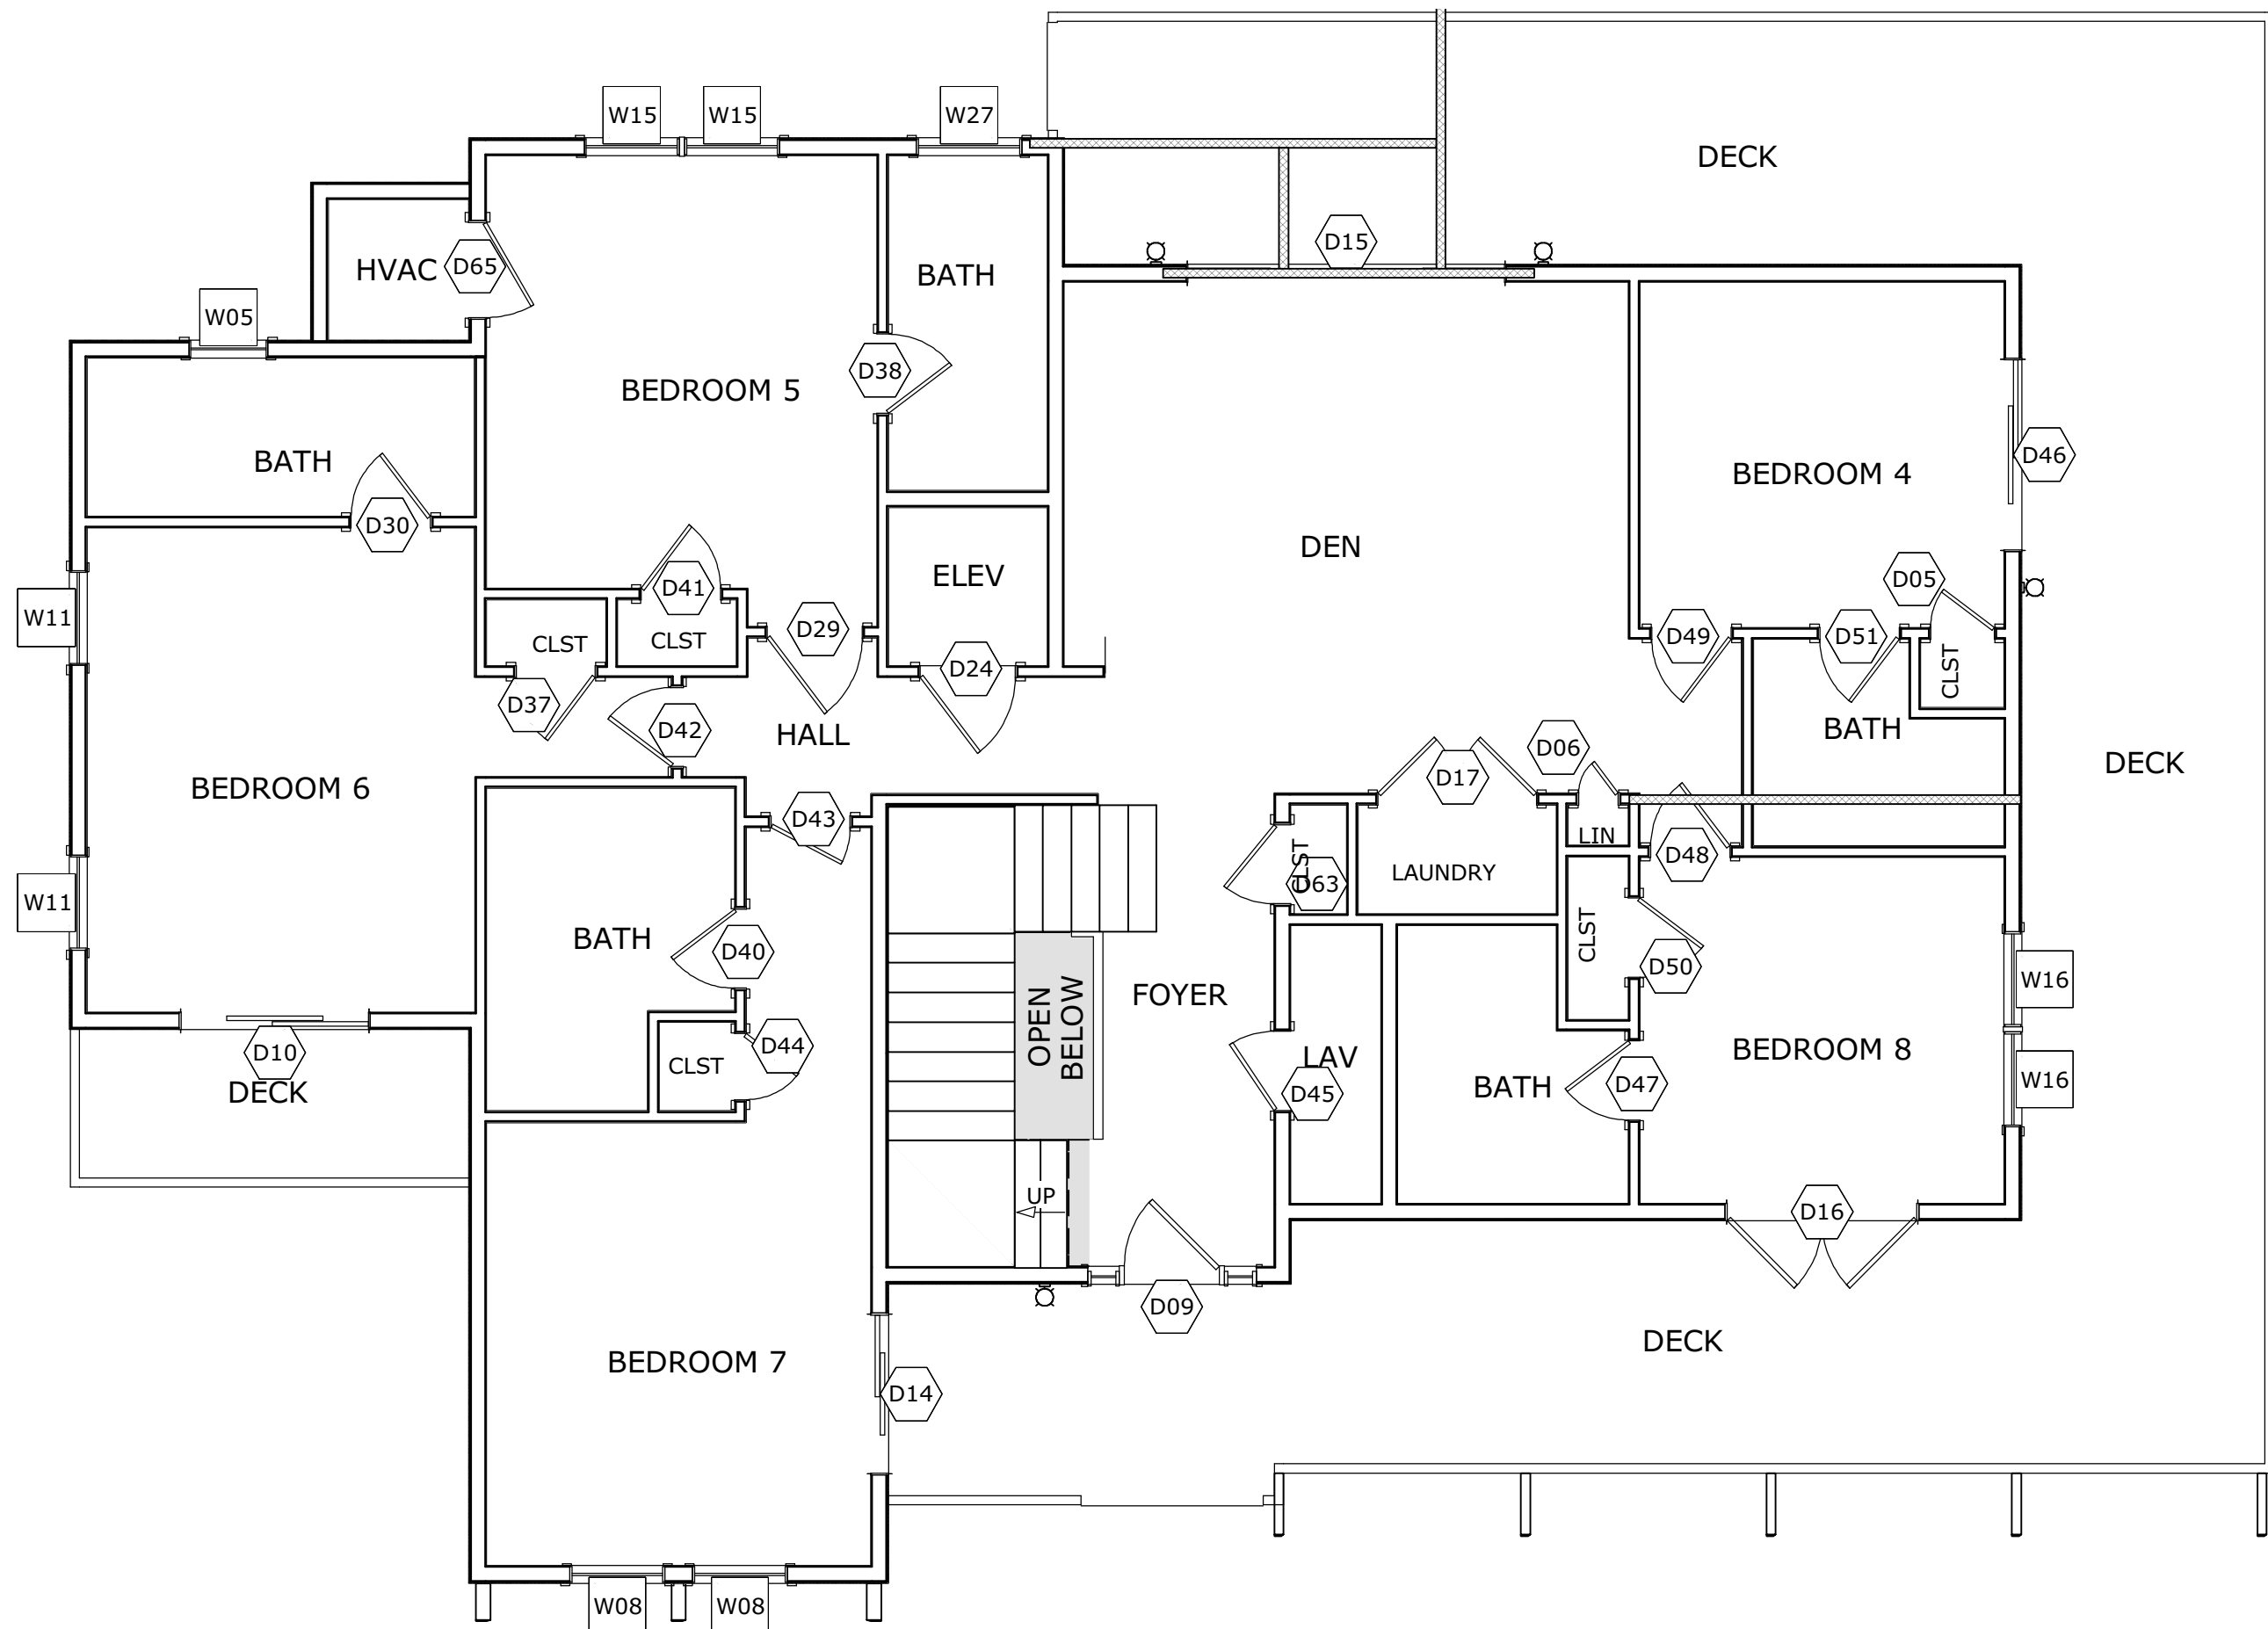 W15
W15
W27
DECK
D15
HVAC
D65
BATH
W05
D38
BEDROOM 5
BATH
D46
BEDROOM 4
D30
DEN
ELEV
D41
D05
W11
CLST
CLST
D29
D49
D51
D24
CLST
D37
D42
HALL
BATH
D06
DECK
D17
BEDROOM 6
D43
LIN
D48
CLST
D63
LAUNDRY
W11
BATH
D40
CLST
D50
W16
FOYER
OPEN
BELOW
D10
DECK
CLST
D44
LAV
D45
BATH
D47
BEDROOM 8
W16
UP
D16
D09
DECK
BEDROOM 7
D14
W08
W08